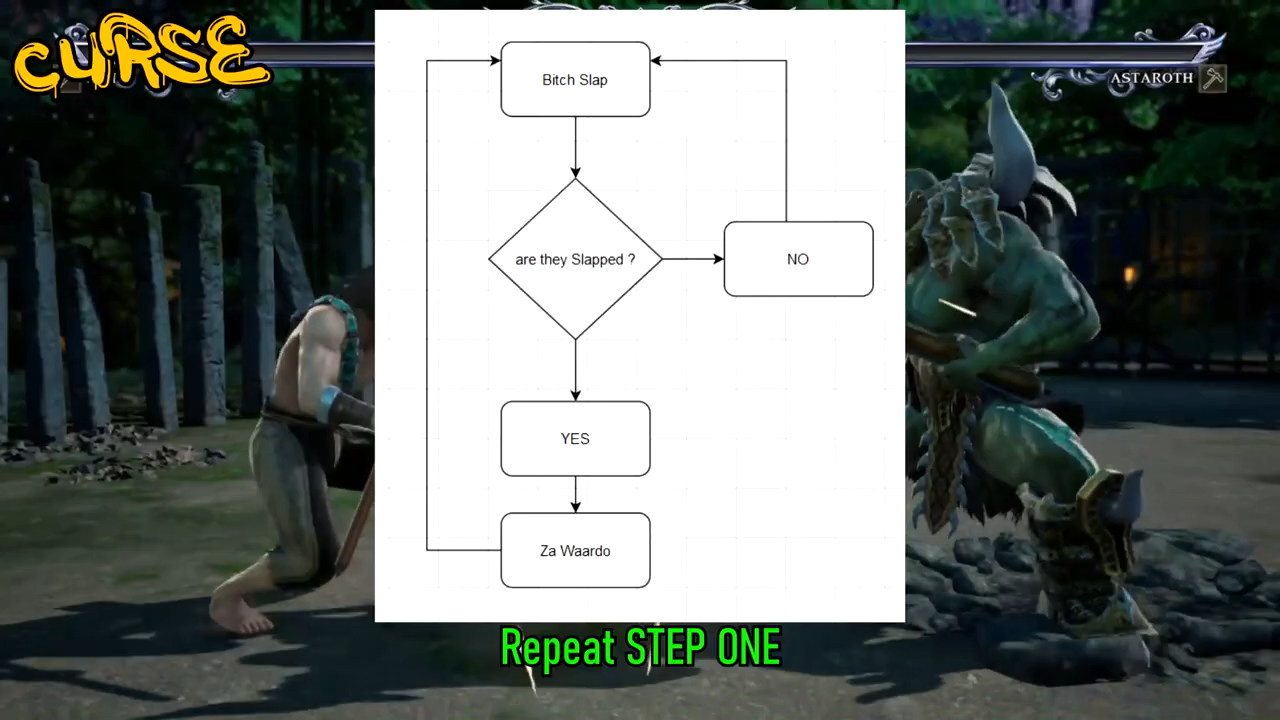 CURSE
ASTAROTH
Bitch Slap
are they Slapped ?
NO
YES
Za Waardo
Repeat STEP ONE